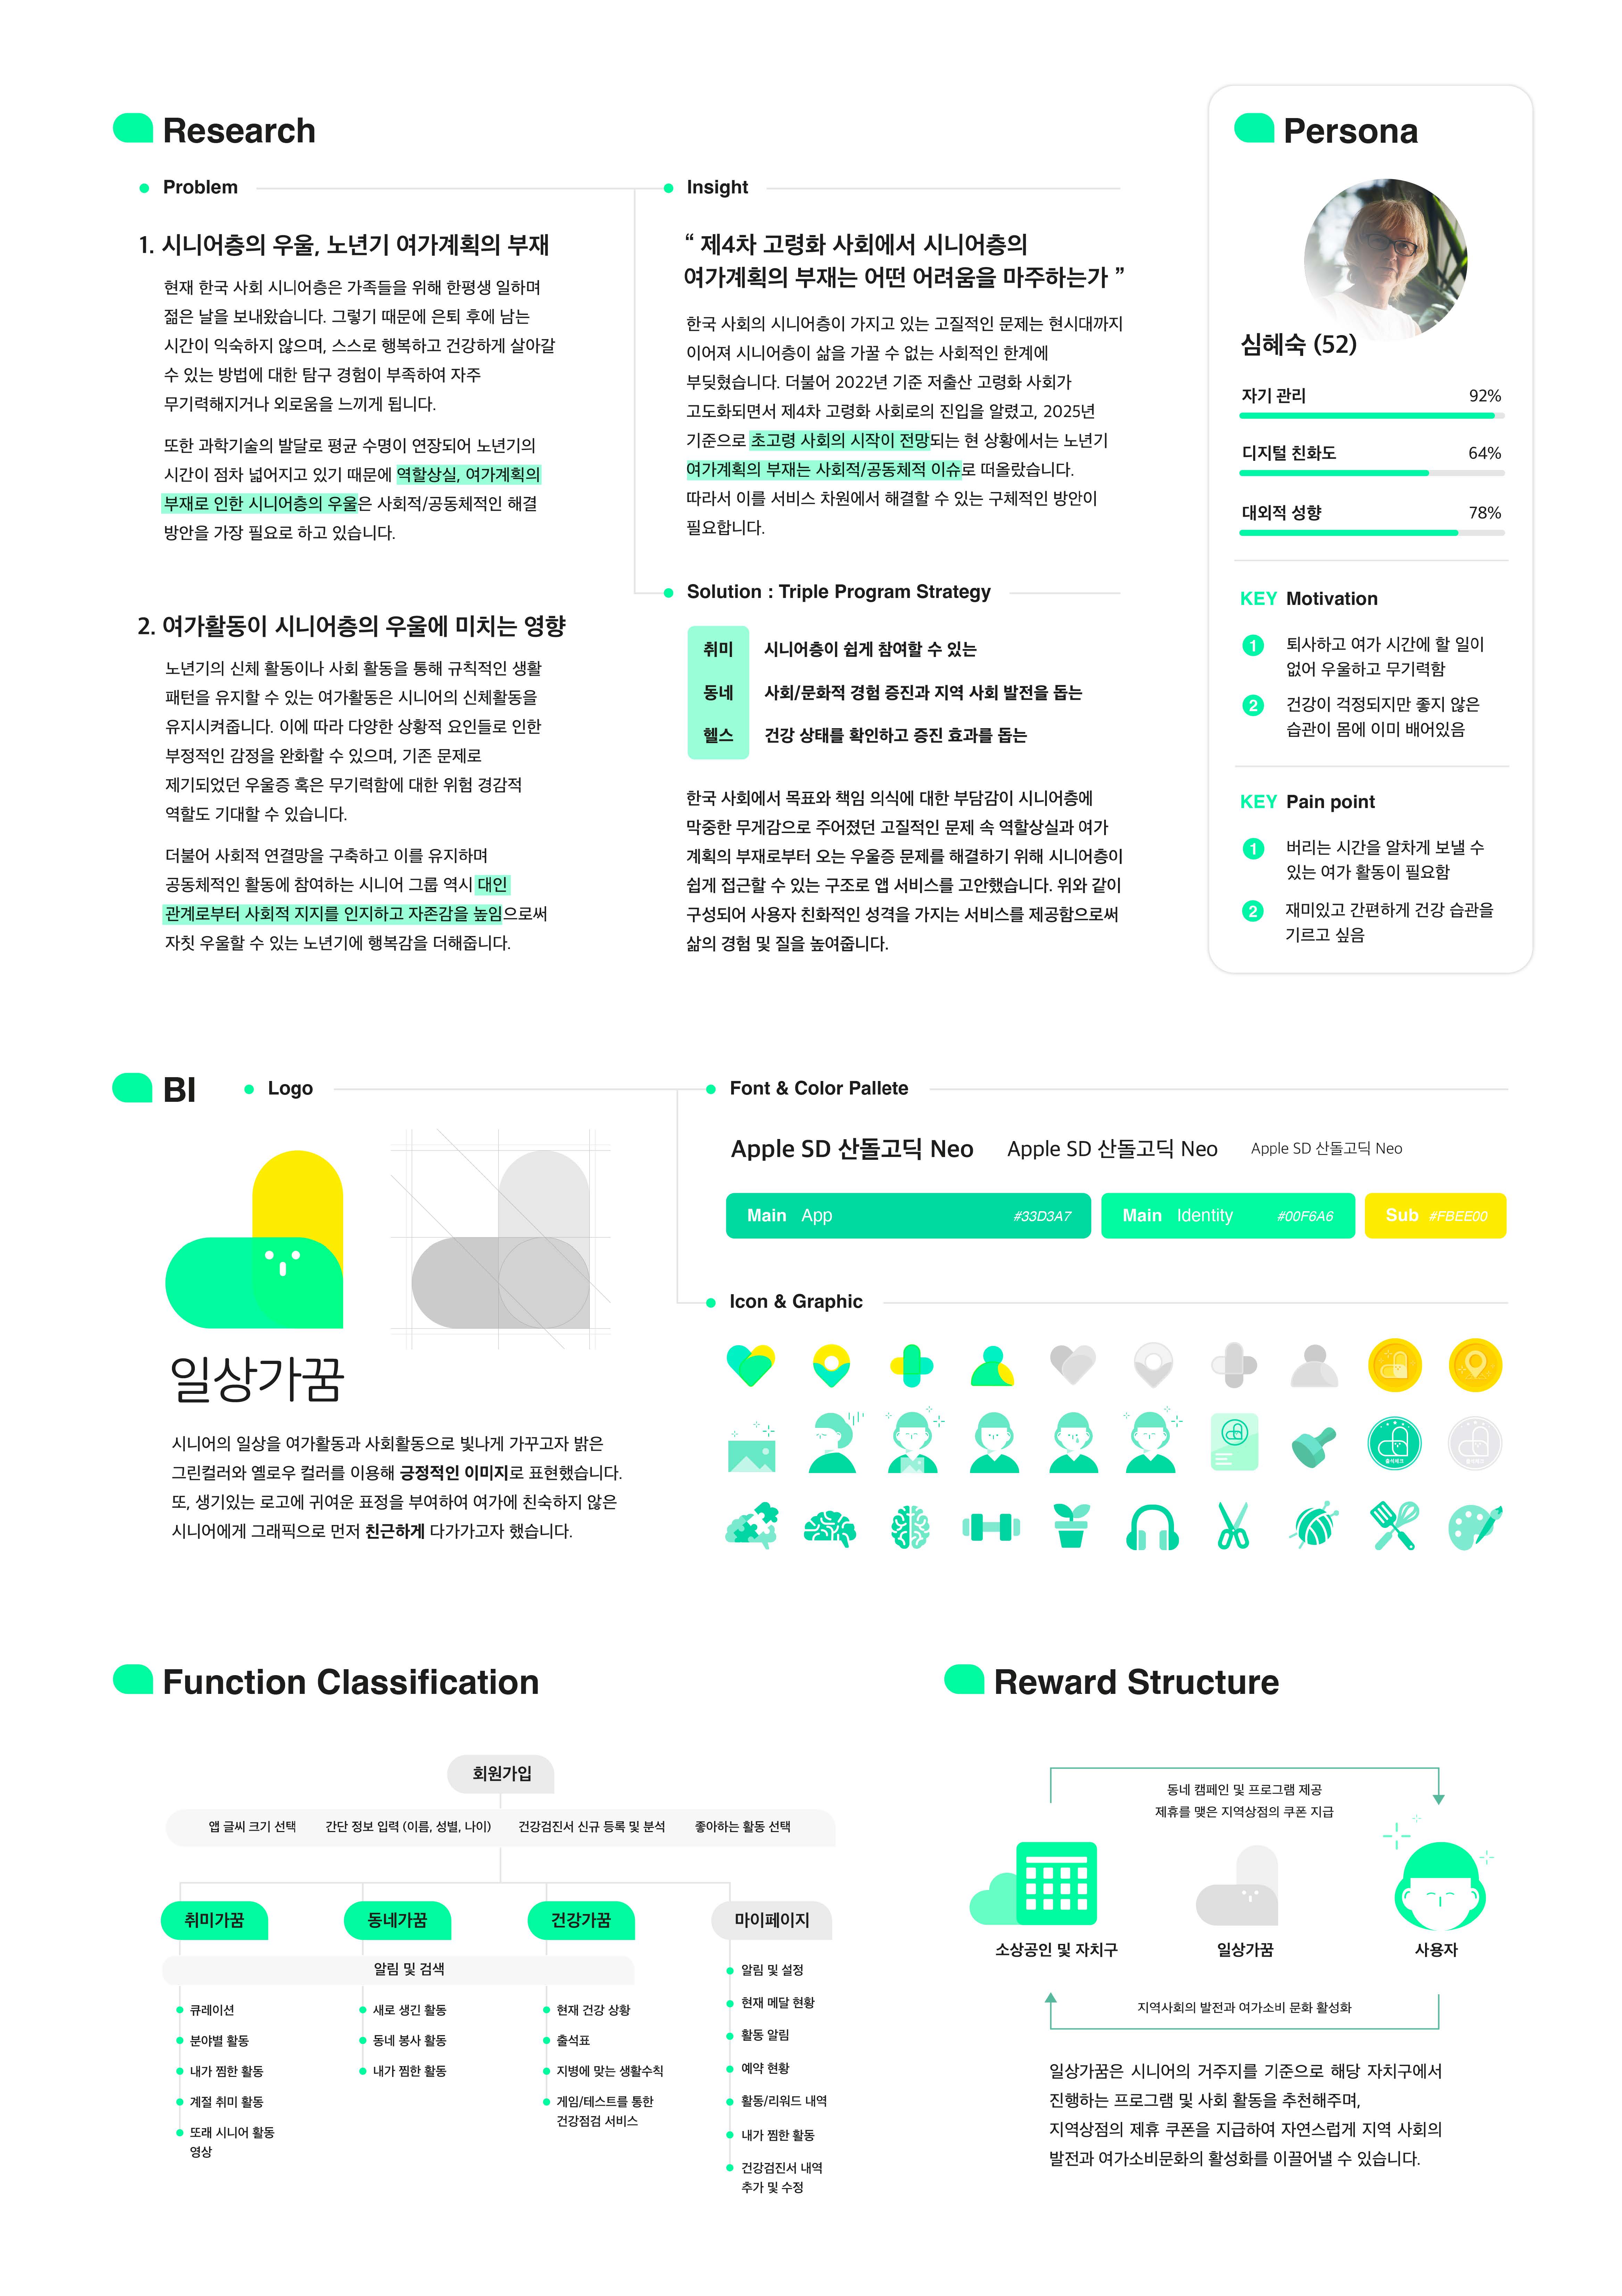 Research
Problem
1. 시니어층의 우울, 노년기 여가계획의 부재
현재 한국 사회 시니어층은 가족들을 위해 한평생 일하며
젊은 날을 보내왔습니다. 그렇기 때문에 은퇴 후에 남는
시간이 익숙하지 않으며, 스스로 행복하고 건강하게 살아갈
수 있는 방법에 대한 탐구 경험이 부족하여 자주
무기력해지거나 외로움을 느끼게 됩니다.
또한 과학기술의 발달로 평균 수명이 연장되어 노년기의
시간이 점차 넓어지고 있기 때문에 역할상실, 여가계획의
부재로 인한 시니어층의 우울은 사회적/공동체적인 해결
방안을 가장 필요로 하고 있습니다.
2. 여가활동이 시니어층의 우울에 미치는 영향
노년기의 신체 활동이나 사회 활동을 통해 규칙적인 생활
패턴을 유지할 수 있는 여가활동은 시니어의 신체활동을
유지시켜줍니다. 이에 따라 다양한 상황적 요인들로 인한
부정적인 감정을 완화할 수 있으며, 기존 문제로
제기되었던 우울증 혹은 무기력함에 대한 위험 경감적
역할도 기대할 수 있습니다.
더불어 사회적 연결망을 구축하고 이를 유지하며
공동체적인 활동에 참여하는 시니어 그룹 역시 대인
관계로부터 사회적 지지를 인지하고 자존감을 높임으로써
자칫 우울할 수 있는 노년기에 행복감을 더해줍니다.
Insight
“ 제4차 고령화 사회에서 시니어층의
여가계획의 부재는 어떤 어려움을 마주하는가 ”
한국 사회의 시니어층이 가지고 있는 고질적인 문제는 현시대까지
이어져 시니어층이 삶을 가꿀 수 없는 사회적인 한계에
부딪혔습니다. 더불어 2022년 기준 저출산 고령화 사회가
고도화되면서 제4차 고령화 사회로의 진입을 알렸고, 2025년
기준으로 초고령 사회의 시작이 전망되는 현 상황에서는 노년기
여가계획의 부재는 사회적/공동체적 이슈로 떠올랐습니다.
따라서 이를 서비스 차원에서 해결할 수 있는 구체적인 방안이
필요합니다.
Solution : Triple Program Strategy
취미 시니어층이 쉽게 참여할 수 있는
동네 사회/문화적 경험 증진과 지역 사회 발전을 돕는
헬스 건강 상태를 확인하고 증진 효과를 돕는
한국 사회에서 목표와 책임 의식에 대한 부담감이 시니어층에
막중한 무게감으로 주어졌던 고질적인 문제 속 역할상실과 여가
계획의 부재로부터 오는 우울증 문제를 해결하기 위해 시니어층이
쉽게 접근할 수 있는 구조로 앱 서비스를 고안했습니다. 위와 같이
구성되어 사용자 친화적인 성격을 가지는 서비스를 제공함으로써
삶의 경험 및 질을 높여줍니다.
Persona
심혜숙 (52)
자기 관리 92%
디지털 친화도 64%
대외적 성향 78%
KEY Motivation
1 퇴사하고 여가 시간에 할 일이
없어 우울하고 무기력함
2 건강이 걱정되지만 좋지 않은
습관이 몸에 이미 배어있음
KEY Pain point
1 버리는 시간을 알차게 보낼 수
있는 여가 활동이 필요함
2 재미있고 간편하게 건강 습관을
기르고 싶음
BI
Logo
일상가꿈
시니어의 일상을 여가활동과 사회활동으로 빛나게 가꾸고자 밝은
그린컬러와 옐로우 컬러를 이용해 긍정적인 이미지로 표현했습니다.
또, 생기있는 로고에 귀여운 표정을 부여하여 여가에 친숙하지 않은
시니어에게 그래픽으로 먼저 친근하게 다가가고자 했습니다.
Font & Color Pallete
Apple SD 산돌고딕 Neo Apple SD 산돌고딕 Neo Apple SD 산돌고딕 Neo
Main App #33D3A7 Main Identity #00F6A6 Sub #FBEE00
Icon & Graphic
출석체크
Function Classification
회원가입
앱 글씨 크기 선택 간단 정보 입력 (이름, 성별, 나이) 건강검진서 신규 등록 및 분석 좋아하는 활동 선택
취미가꿈 동네가꿈 건강가꿈 마이페이지
알림 및 검색
큐레이션
분야별 활동
내가 찜한 활동
계절 취미 활동
또래 시니어 활동
영상
새로 생긴 활동
동네 봉사 활동
내가 찜한 활동
현재 건강 상황
출석표
지병에 맞는 생활수칙
게임/테스트를 통한
건강점검 서비스
알림 및 설정
현재 메달 현황
활동 알림
예약 현황
활동/리워드 내역
내가 찜한 활동
건강검진서 내역
추가 및 수정
Reward Structure
동네 캠페인 및 프로그램 제공
제휴를 맺은 지역상점의 쿠폰 지급
소상공인 및 자치구 일상가꿈 사용자
지역사회의 발전과 여가소비 문화 활성화
일상가꿈은 시니어의 거주지를 기준으로 해당 자치구에서
진행하는 프로그램 및 사회 활동을 추천해주며,
지역상점의 제휴 쿠폰을 지급하여 자연스럽게 지역 사회의
발전과 여가소비문화의 활성화를 이끌어낼 수 있습니다.